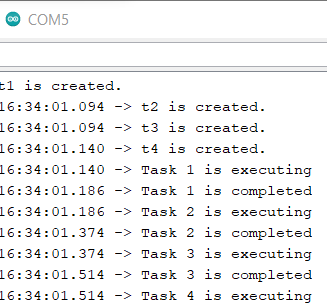 COM5
t1 is created.
16:34:01.094 -> t2 is created.
16:34:01.094 -> t3 is created.
16:34:01.140 -> t4 is created.
16:34:01.140 -> Task 1 is executing
16:34:01.186 -> Task 1 is completed
16:34:01.186 -> Task 2 is executing
16:34:01.374 -> Task 2 is completed
16:34:01.374 -> Task 3 is executing
16:34:01.514 -> Task 3 is completed
16:34:01.514 -> Task 4 is executing